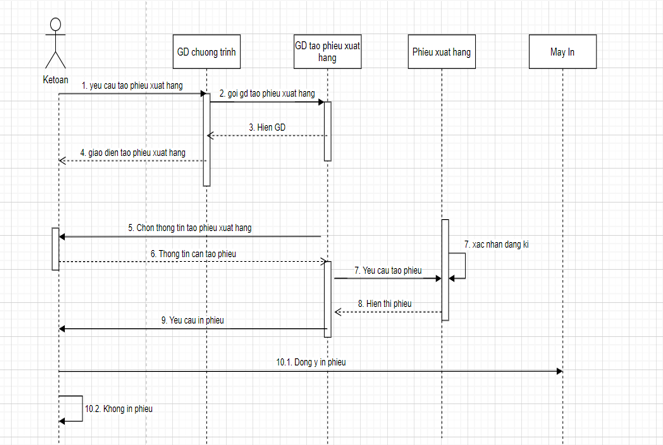 GD chuong trinh
GD tao phieu xuat
hang
Phieu xuat hang
May In
Ketoan
1. yeu cau tao phieu xuat hang
2. goi gd tao phieu xuat hang
3. Hien GD
4. giao dien tao phieu xuat hang
5. Chon thong tin tao phieu xuat hang
6. Thong tin can tao phieu
7. xac nhan dang ki
7. Yeu cau tao phieu
8. Hien thi phieu
9. Yeu cau in phieu
10.1. Dong y in phieu
10.2. Khong in phieu